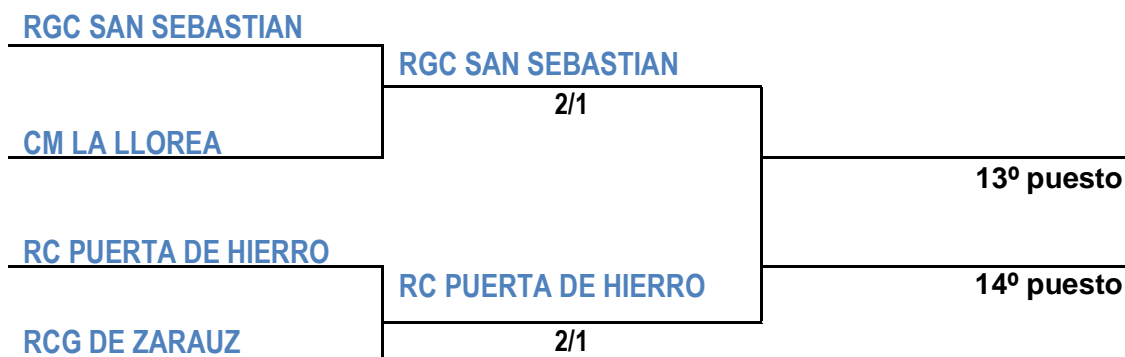 RGC SAN SEBASTIAN
RGC SAN SEBASTIAN
2/1
CM LA LLOREA
13º puesto
RC PUERTA DE HIERRO
RC PUERTA DE HIERRO
14º puesto
RCG DE ZARAUZ
2/1